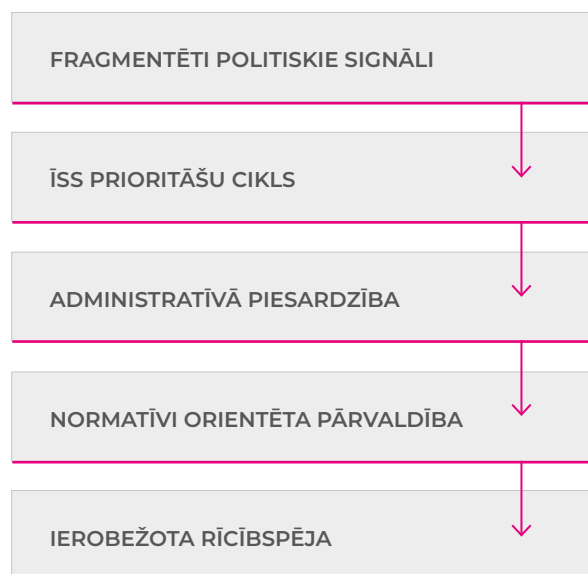 FRAGMENTĒTI POLITISKIE SIGNĀLI
ĪSS PRIORITĀŠU CIKLS
ADMINISTRATĪVĀ PIESARDZĪBA
NORMATĪVI ORIENTĒTA PĀRVALDĪBA
IEROBEŽOTA RĪCĪBSPĒJA